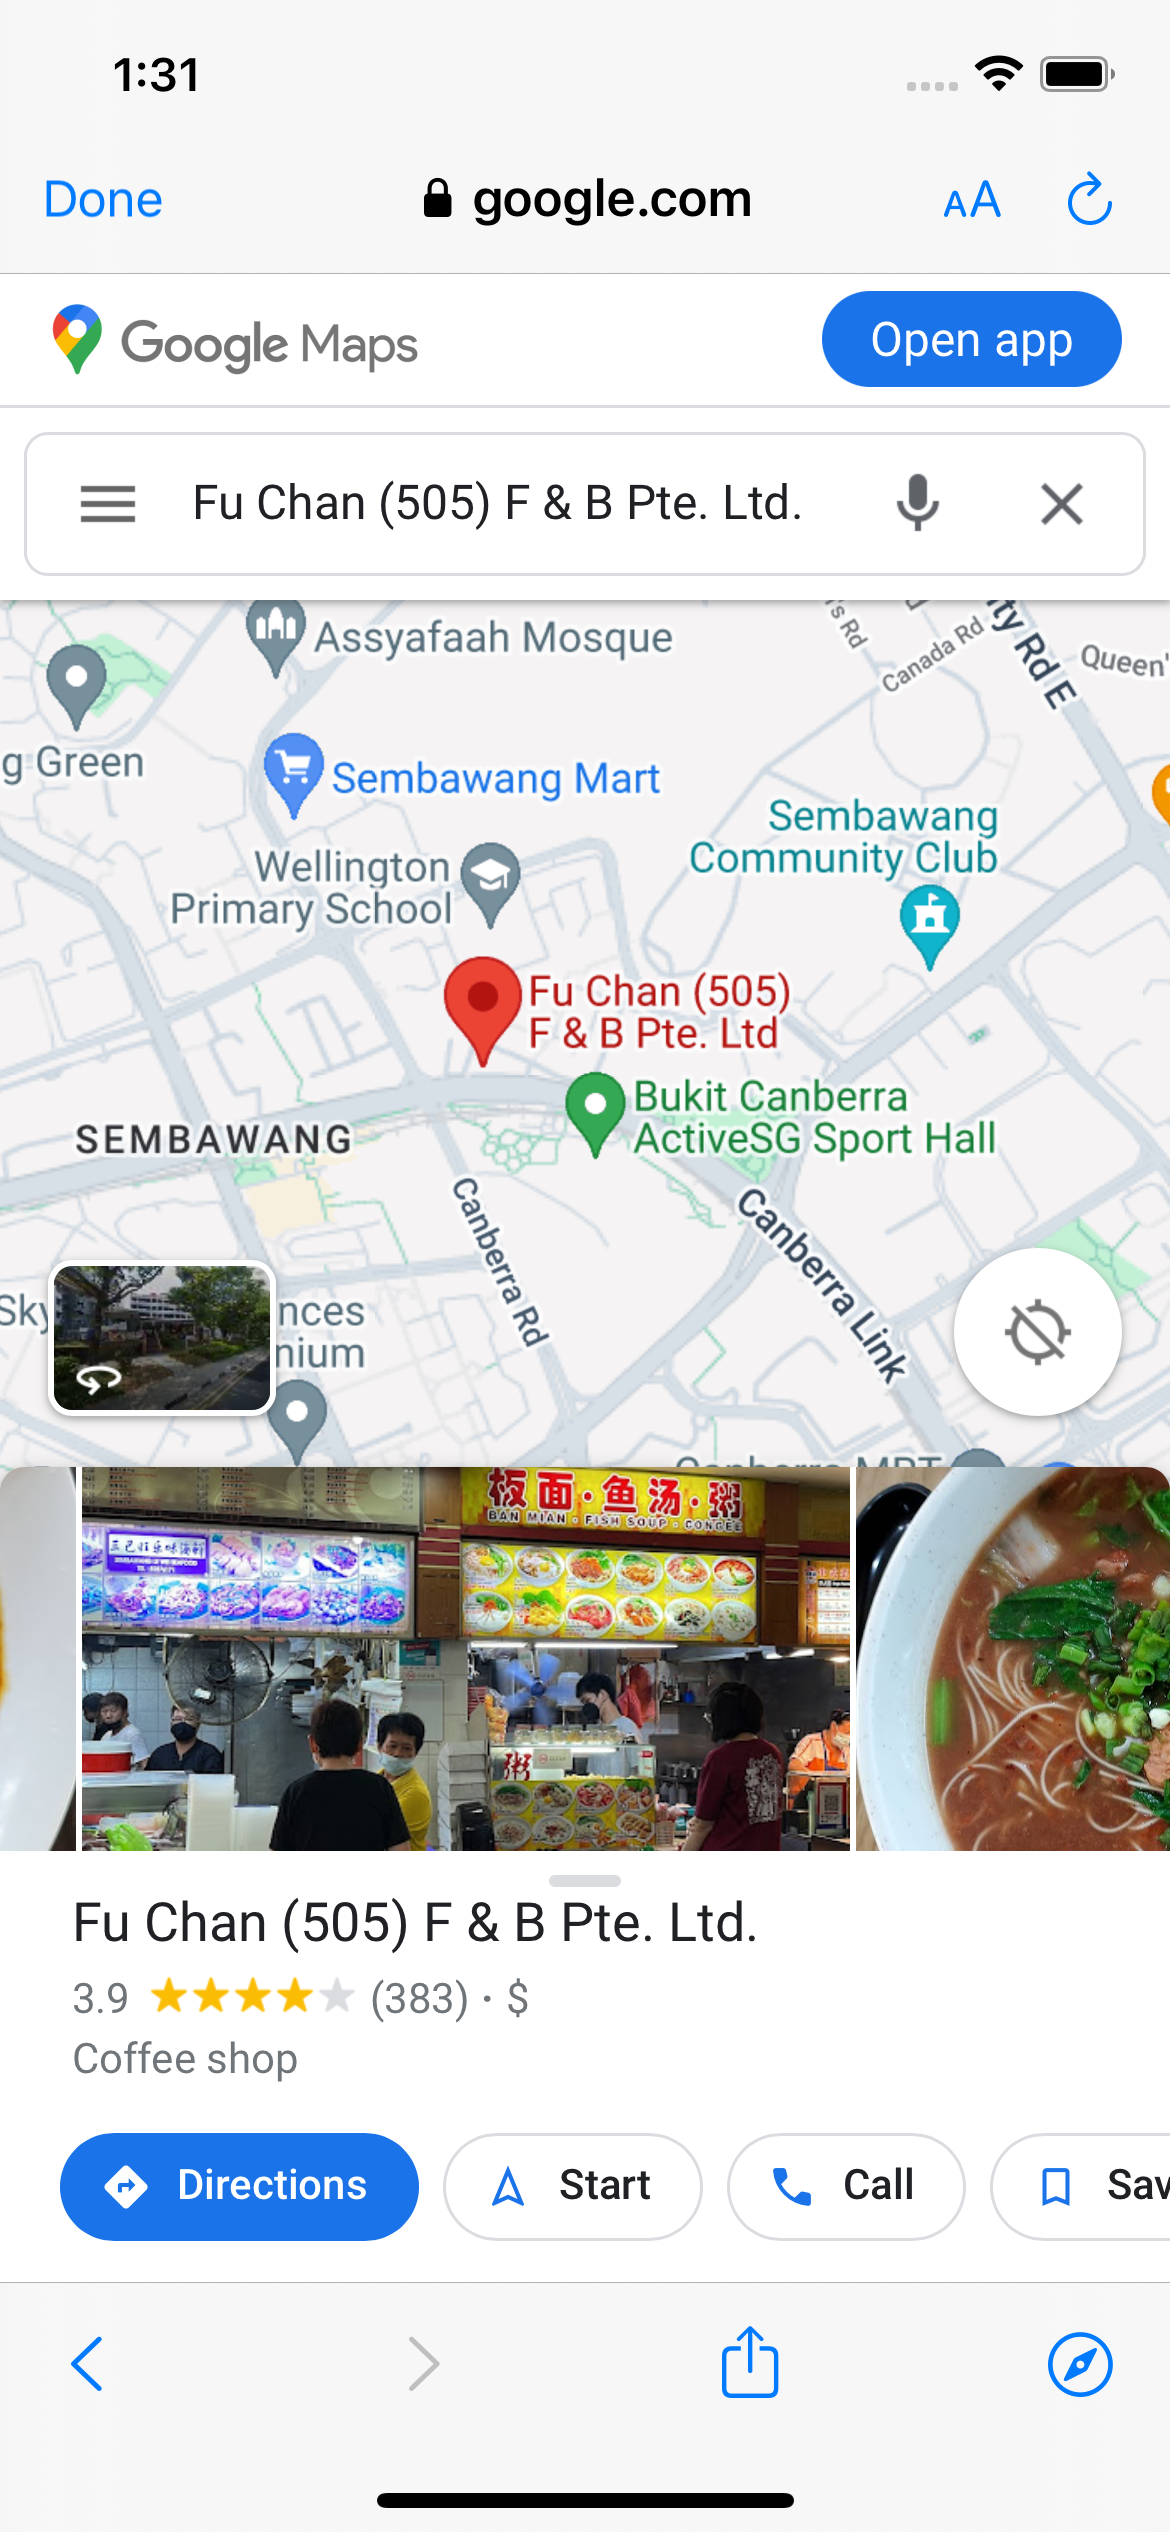 1:31
Done
google.com
AA
Google Maps
Open app
Fu Chan (505) F & B Pte. Ltd.
Assyafaah Mosque
s Rd
Canada Rd
ty Rd E
Queen'
g Green
Sembawang Mart
Sembawang
Community Club
Wellington
Primary School
Fu Chan (505)
F & B Pte. Ltd
Bukit Canberra
ActiveSG Sport Hall
SEMBAWANG
Canberra Rd
Canberra Link
Sky
nces
nium
Canberra MRT
板面·鱼汤·粥
BAN MIAN · FISH SOUP · CONGEE
粥
Fu Chan (505) F & B Pte. Ltd.
3.9 (383) · $
Coffee shop
Directions
Start
Call
Sav